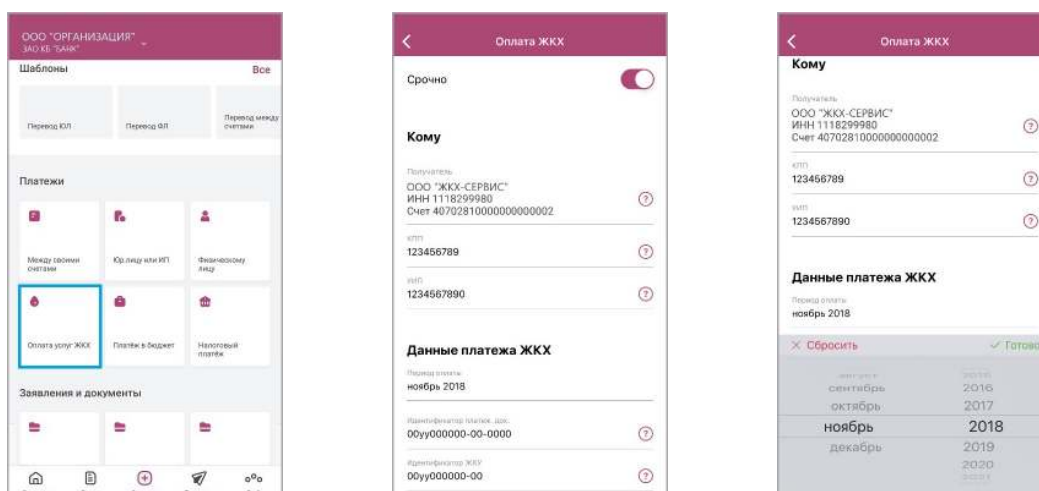 ООО "ОРГАНИЗАЦИЯ"
ЗАО КБ "БАНК"
Шаблоны
Все
Перевод ЮЛ
Перевод ФЛ
Перевод между
счетами
Платежи
Между своими
счетами
Юр.лицу или ИП
Физическому
лицу
Оплата услуг ЖКХ
Платёж в бюджет
Налоговый
платёж
Заявления и документы
Оплата ЖКХ
Срочно
Кому
Получатель
ООО "ЖКХ-СЕРВИС"
ИНН 1118299980
Счет 40702810000000000002
КПП
123456789
УИП
1234567890
Данные платежа ЖКХ
Период оплаты
ноябрь 2018
Идентификатор платеж. док.
00уу000000-00-0000
Идентификатор ЖКУ
00уу000000-00
Оплата ЖКХ
Кому
Получатель
ООО "ЖКХ-СЕРВИС"
ИНН 1118299980
Счет 40702810000000000002
КПП
123456789
УИП
1234567890
Данные платежа ЖКХ
Период оплаты
ноябрь 2018
Сбросить
Готово
сентябрь 2016
октябрь 2017
ноябрь 2018
декабрь 2019
2020